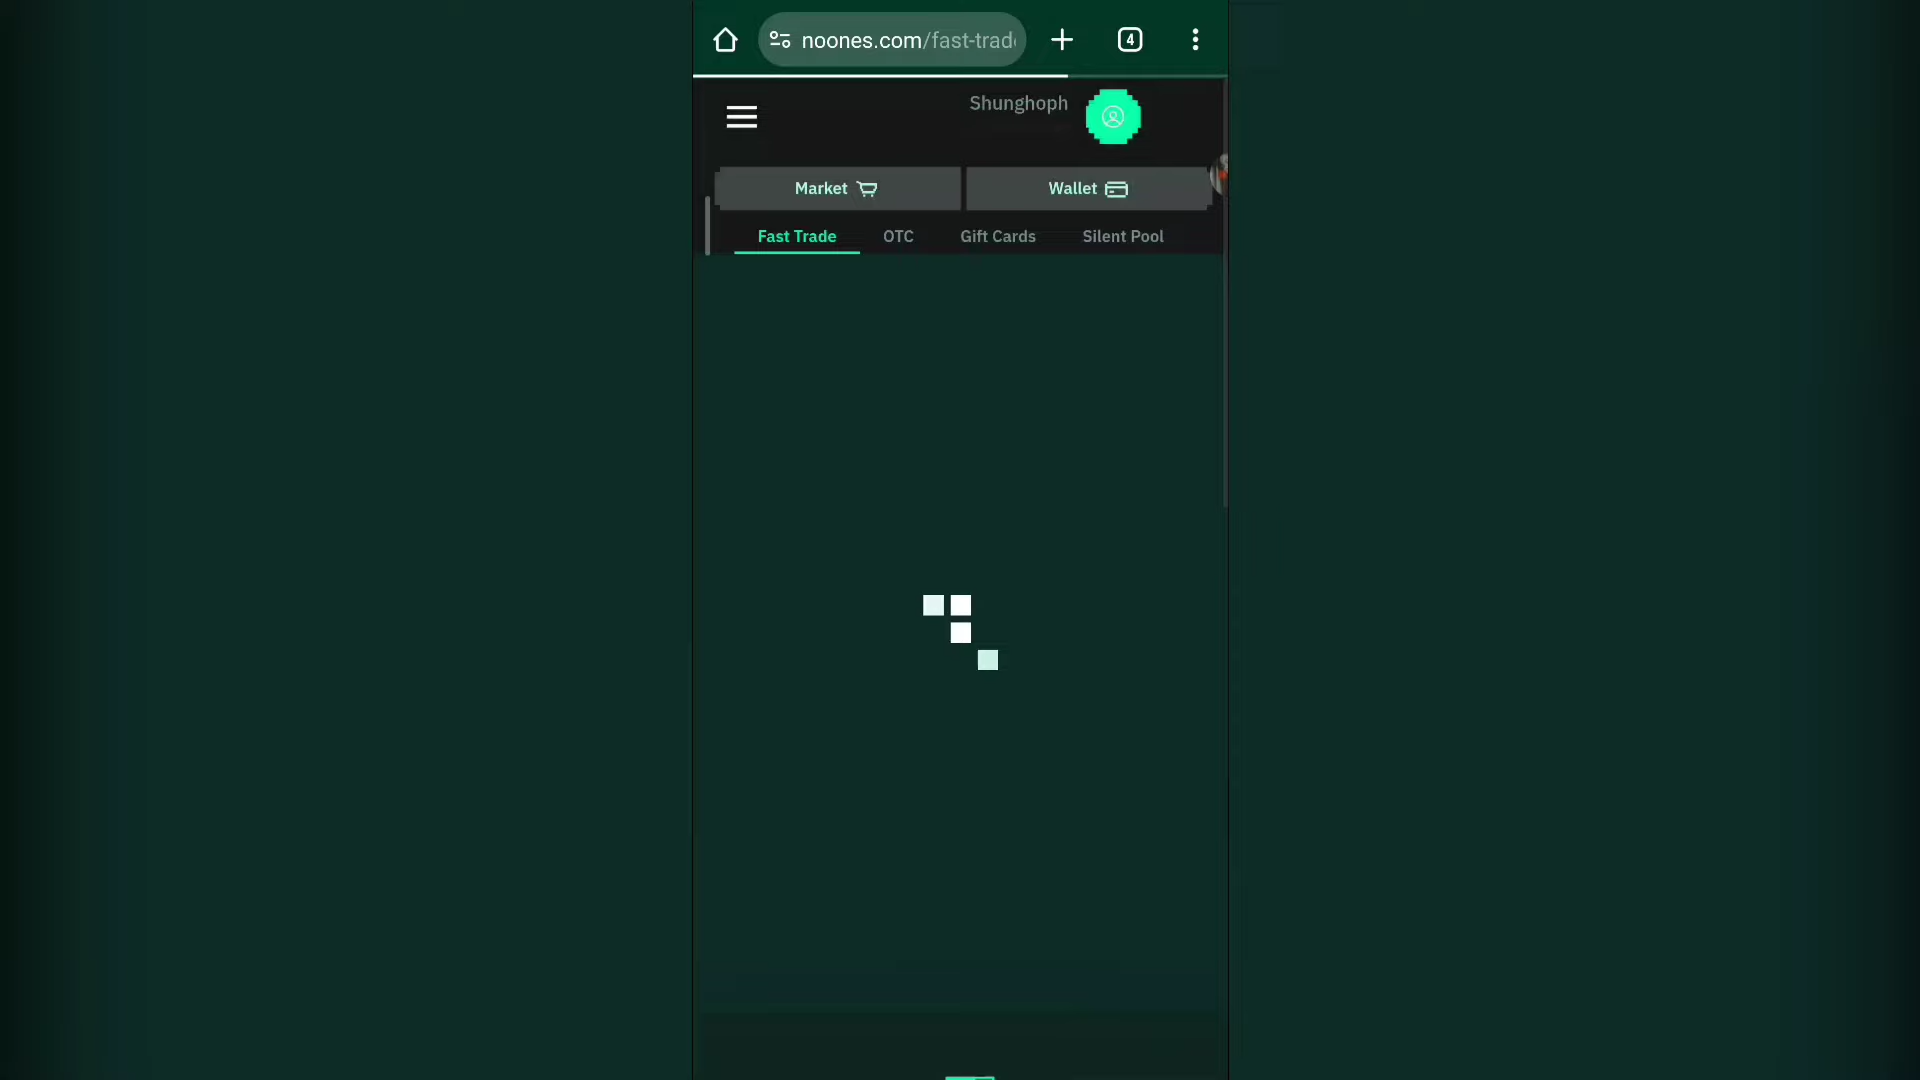 noones.com/fast-trad
4
Shunghoph
Market
Wallet
Fast Trade
OTC
Gift Cards
Silent Pool